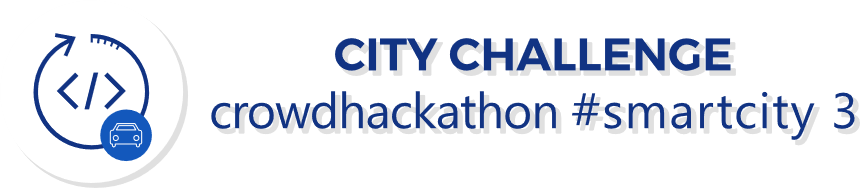 </>
CITY CHALLENGE
crowdhackathon #smartcity 3